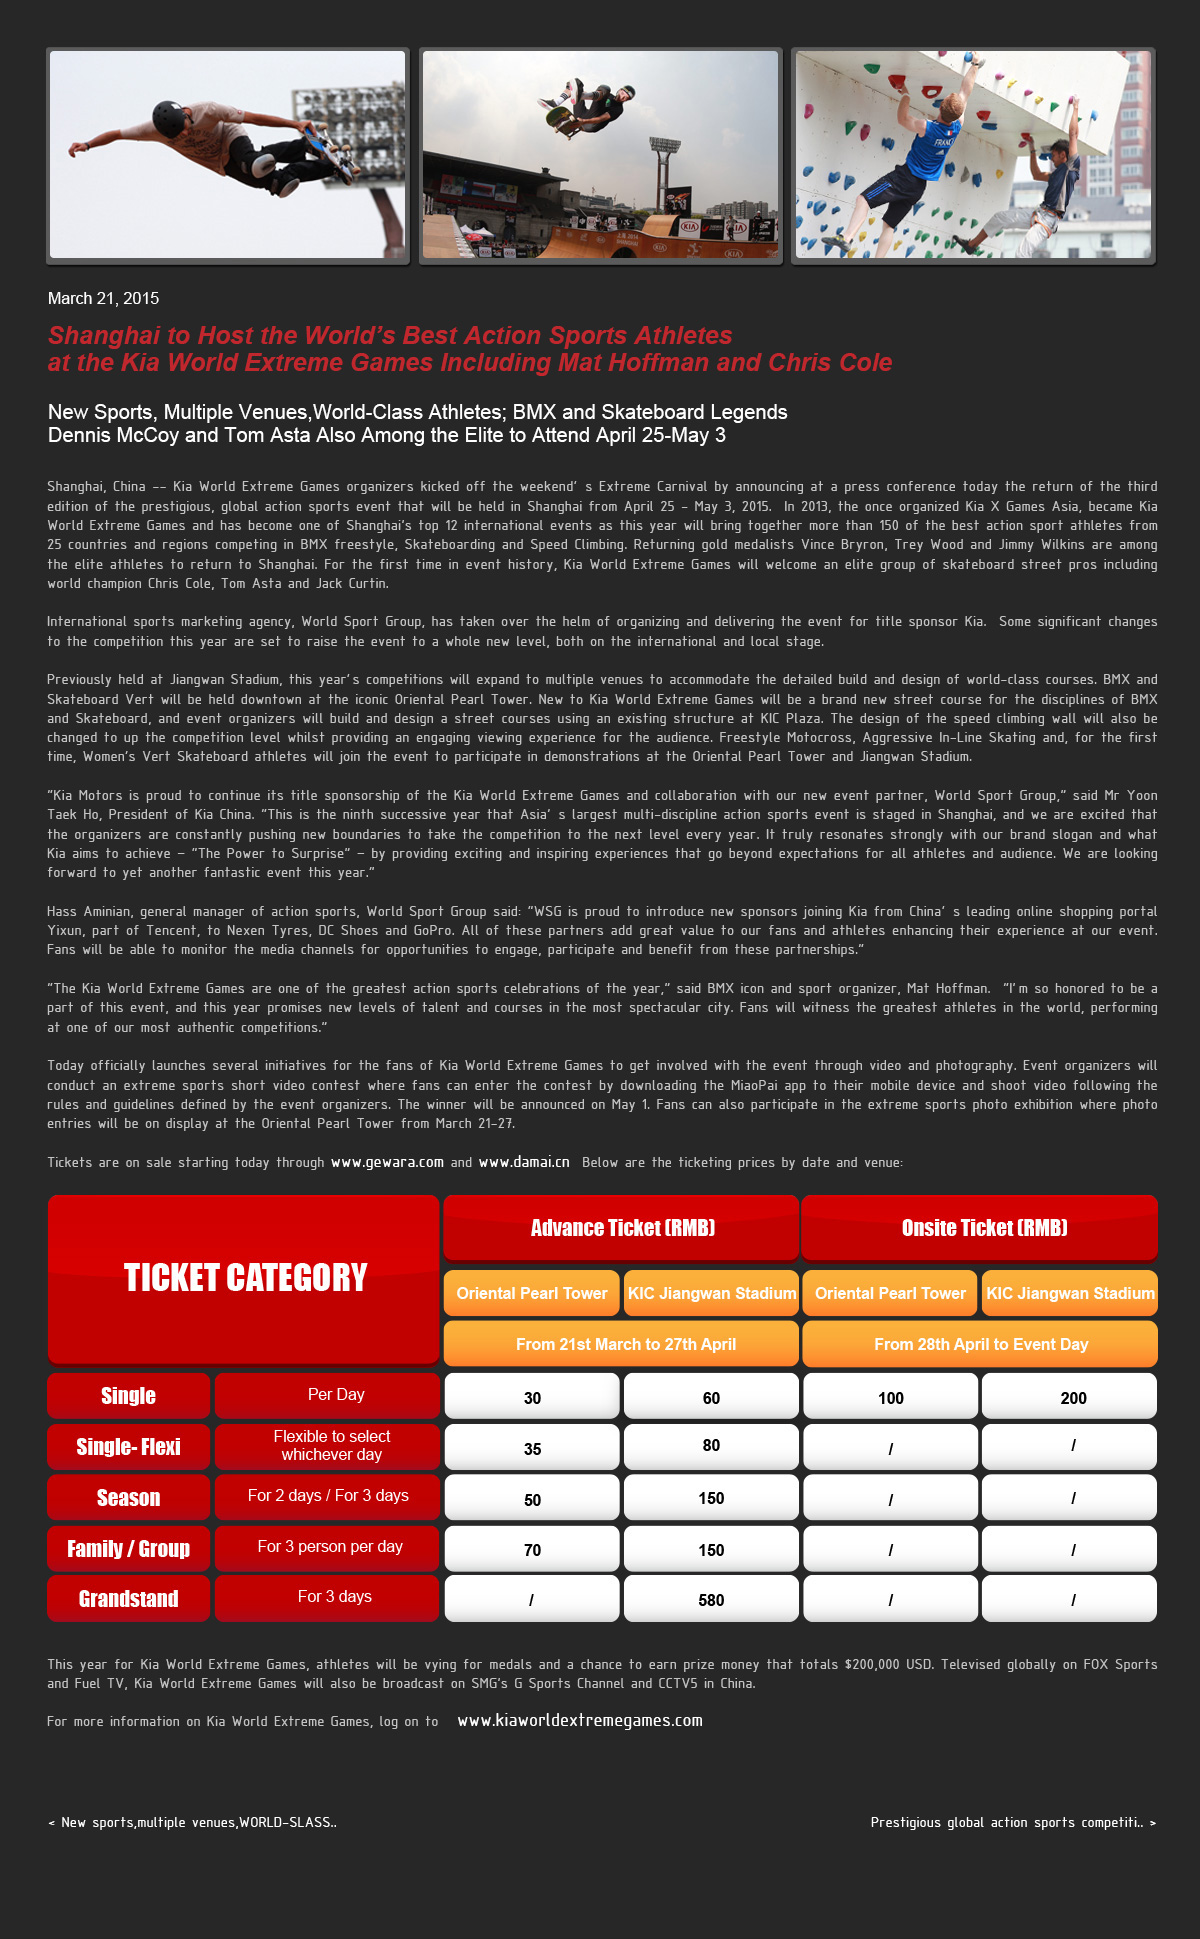 FRANCE
KIA
KIA
KIA
上海 2014
SHANGHAI
KIA
KIA
March 21, 2015
Shanghai to Host the World's Best Action Sports Athletes
at the Kia World Extreme Games Including Mat Hoffman and Chris Cole
New Sports, Multiple Venues,World-Class Athletes; BMX and Skateboard Legends
Dennis McCoy and Tom Asta Also Among the Elite to Attend April 25-May 3
Shanghai, China -- Kia World Extreme Games organizers kicked off the weekend' s Extreme Carnival by announcing at a press conference today the return of the third
edition of the prestigious, global action sports event that will be held in Shanghai from April 25 - May 3, 2015. In 2013, the once organized Kia X Games Asia, became Kia
World Extreme Games and has become one of Shanghai's top 12 international events as this year will bring together more than 150 of the best action sport athletes from
25 countries and regions competing in BMX freestyle, Skateboarding and Speed Climbing. Returning gold medalists Vince Bryron, Trey Wood and Jimmy Wilkins are among
the elite athletes to return to Shanghai. For the first time in event history, Kia World Extreme Games will welcome an elite group of skateboard street pros including
world champion Chris Cole, Tom Asta and Jack Curtin.
International sports marketing agency, World Sport Group, has taken over the helm of organizing and delivering the event for title sponsor Kia. Some significant changes
to the competition this year are set to raise the event to a whole new level, both on the international and local stage.
Previously held at Jiangwan Stadium, this year's competitions will expand to multiple venues to accommodate the detailed build and design of world-class courses. BMX and
Skateboard Vert will be held downtown at the iconic Oriental Pearl Tower. New to Kia World Extreme Games will be a brand new street course for the disciplines of BMX
and Skateboard, and event organizers will build and design a street courses using an existing structure at KIC Plaza. The design of the speed climbing wall will also be
changed to up the competition level whilst providing an engaging viewing experience for the audience. Freestyle Motocross, Aggressive In-Line Skating and, for the first
time, Women's Vert Skateboard athletes will join the event to participate in demonstrations at the Oriental Pearl Tower and Jiangwan Stadium.
"Kia Motors is proud to continue its title sponsorship of the Kia World Extreme Games and collaboration with our new event partner, World Sport Group," said Mr Yoon
Taek Ho, President of Kia China. "This is the ninth successive year that Asia' s largest multi-discipline action sports event is staged in Shanghai, and we are excited that
the organizers are constantly pushing new boundaries to take the competition to the next level every year. It truly resonates strongly with our brand slogan and what
Kia aims to achieve – "The Power to Surprise" – by providing exciting and inspiring experiences that go beyond expectations for all athletes and audience. We are looking
forward to yet another fantastic event this year."
Hass Aminian, general manager of action sports, World Sport Group said: "WSG is proud to introduce new sponsors joining Kia from China' s leading online shopping portal
Yixun, part of Tencent, to Nexen Tyres, DC Shoes and GoPro. All of these partners add great value to our fans and athletes enhancing their experience at our event.
Fans will be able to monitor the media channels for opportunities to engage, participate and benefit from these partnerships."
"The Kia World Extreme Games are one of the greatest action sports celebrations of the year," said BMX icon and sport organizer, Mat Hoffman. "I'm so honored to be a
part of this event, and this year promises new levels of talent and courses in the most spectacular city. Fans will witness the greatest athletes in the world, performing
at one of our most authentic competitions."
Today officially launches several initiatives for the fans of Kia World Extreme Games to get involved with the event through video and photography. Event organizers will
conduct an extreme sports short video contest where fans can enter the contest by downloading the MiaoPai app to their mobile device and shoot video following the
rules and guidelines defined by the event organizers. The winner will be announced on May 1. Fans can also participate in the extreme sports photo exhibition where photo
entries will be on display at the Oriental Pearl Tower from March 21-27.
Tickets are on sale starting today through www.gewara.com and www.damai.cn Below are the ticketing prices by date and venue:
TICKET CATEGORY
Advance Ticket (RMB)
Onsite Ticket (RMB)
Oriental Pearl Tower
KIC Jiangwan Stadium
Oriental Pearl Tower
KIC Jiangwan Stadium
From 21st March to 27th April
From 28th April to Event Day
Single
Per Day
30
60
100
200
Single- Flexi
Flexible to select
whichever day
35
80
/
/
Season
For 2 days / For 3 days
50
150
/
/
Family / Group
For 3 person per day
70
150
/
/
Grandstand
For 3 days
/
580
/
/
This year for Kia World Extreme Games, athletes will be vying for medals and a chance to earn prize money that totals $200,000 USD. Televised globally on FOX Sports
and Fuel TV, Kia World Extreme Games will also be broadcast on SMG's G Sports Channel and CCTV5 in China.
For more information on Kia World Extreme Games, log on to www.kiaworldextremegames.com
< New sports,multiple venues,WORLD-SLASS..
Prestigious global action sports competiti.. >